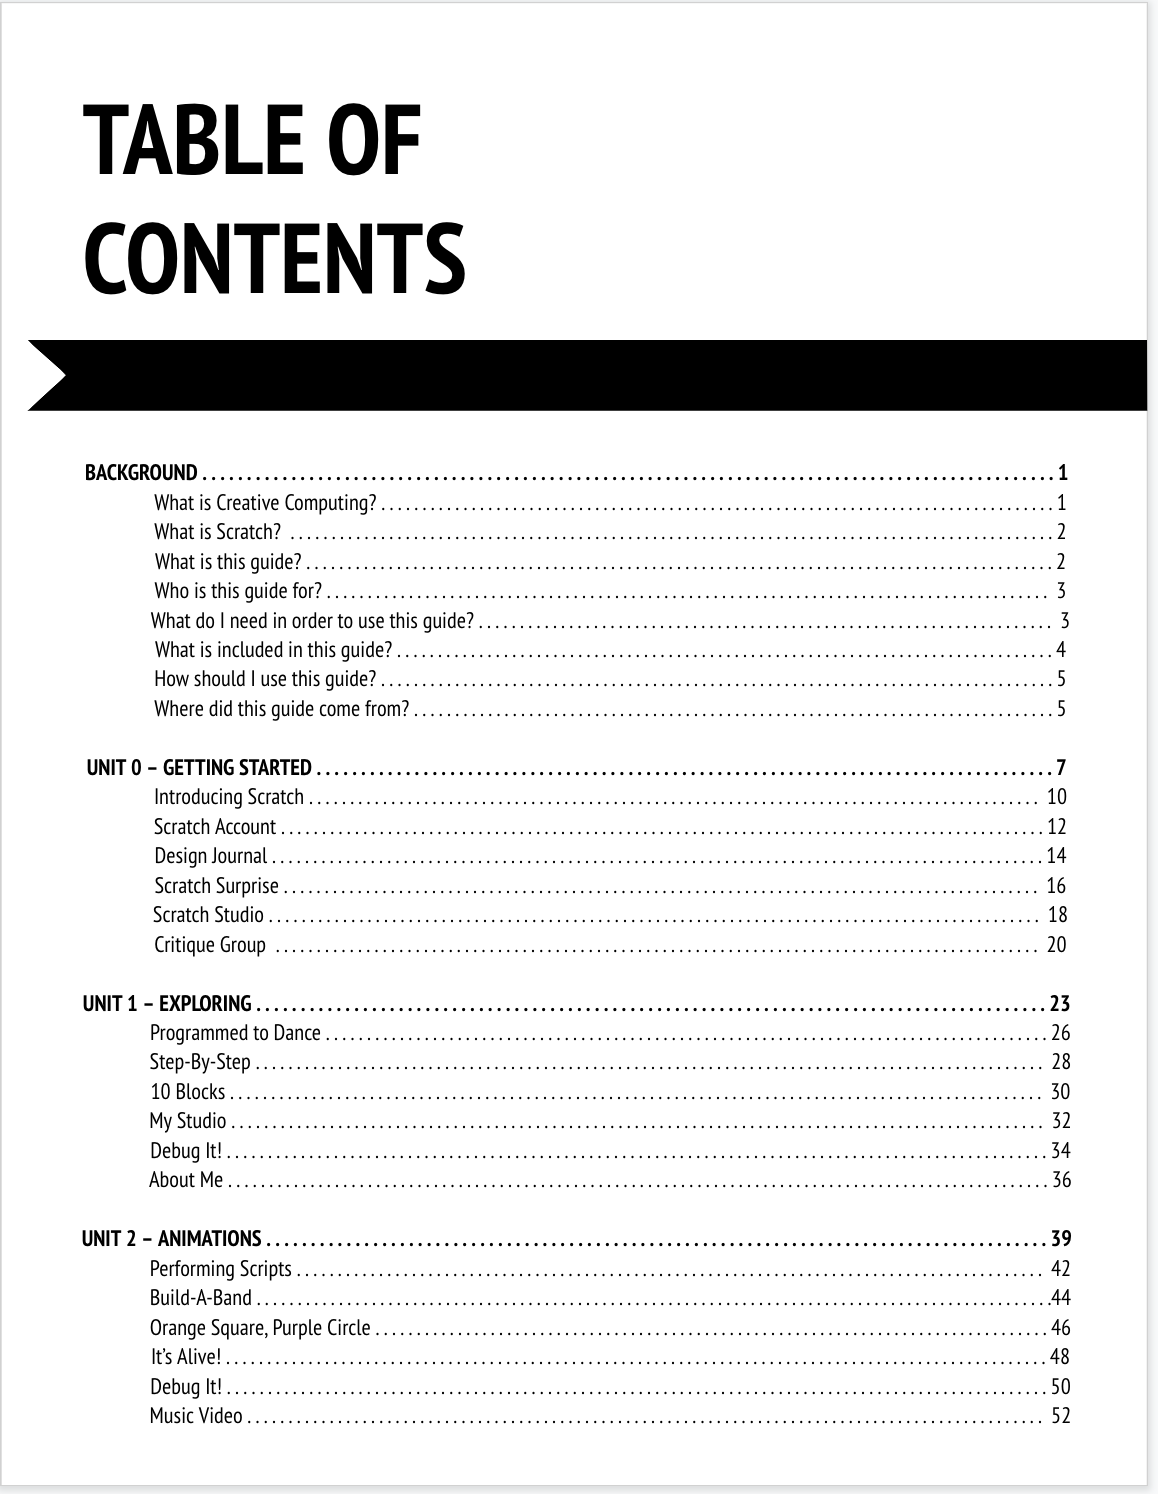 TABLE OF
CONTENTS
BACKGROUND . . . . . . . . . . . . . . . . . . . . . . . . . . . . . . . . . . . . . . . . 1
What is Creative Computing? . . . . . . . . . . . . . . . . . . . . . . . . . . . . . . . . 1
What is Scratch? . . . . . . . . . . . . . . . . . . . . . . . . . . . . . . . . 2
What is this guide? . . . . . . . . . . . . . . . . . . . . . . . . . . . . . . . . 2
Who is this guide for? . . . . . . . . . . . . . . . . . . . . . . . . . . . . . . . . 3
What do I need in order to use this guide? . . . . . . . . . . . . . . . . . . . . . . . . 3
What is included in this guide? . . . . . . . . . . . . . . . . . . . . . . . . . . . . 4
How should I use this guide? . . . . . . . . . . . . . . . . . . . . . . . . . . . . 5
Where did this guide come from? . . . . . . . . . . . . . . . . . . . . . . . . . . . . 5
UNIT 0 – GETTING STARTED . . . . . . . . . . . . . . . . . . . . . . . . . . . . . . . . 7
Introducing Scratch . . . . . . . . . . . . . . . . . . . . . . . . . . . . . . . . 10
Scratch Account . . . . . . . . . . . . . . . . . . . . . . . . . . . . . . . . 12
Design Journal . . . . . . . . . . . . . . . . . . . . . . . . . . . . . . . . 14
Scratch Surprise . . . . . . . . . . . . . . . . . . . . . . . . . . . . . . . . 16
Scratch Studio . . . . . . . . . . . . . . . . . . . . . . . . . . . . . . . . 18
Critique Group . . . . . . . . . . . . . . . . . . . . . . . . . . . . . . . . 20
UNIT 1 – EXPLORING . . . . . . . . . . . . . . . . . . . . . . . . . . . . . . . . 23
Programmed to Dance . . . . . . . . . . . . . . . . . . . . . . . . . . . . . . . . 26
Step-By-Step . . . . . . . . . . . . . . . . . . . . . . . . . . . . . . . . 28
10 Blocks . . . . . . . . . . . . . . . . . . . . . . . . . . . . . . . . 30
My Studio . . . . . . . . . . . . . . . . . . . . . . . . . . . . . . . . 32
Debug It! . . . . . . . . . . . . . . . . . . . . . . . . . . . . . . . . 34
About Me . . . . . . . . . . . . . . . . . . . . . . . . . . . . . . . . 36
UNIT 2 – ANIMATIONS . . . . . . . . . . . . . . . . . . . . . . . . . . . . . . . . 39
Performing Scripts . . . . . . . . . . . . . . . . . . . . . . . . . . . . . . . . 42
Build-A-Band . . . . . . . . . . . . . . . . . . . . . . . . . . . . . . . . 44
Orange Square, Purple Circle . . . . . . . . . . . . . . . . . . . . . . . . . . . . 46
It’s Alive! . . . . . . . . . . . . . . . . . . . . . . . . . . . . . . . . 48
Debug It! . . . . . . . . . . . . . . . . . . . . . . . . . . . . . . . . 50
Music Video . . . . . . . . . . . . . . . . . . . . . . . . . . . . . . . . 52